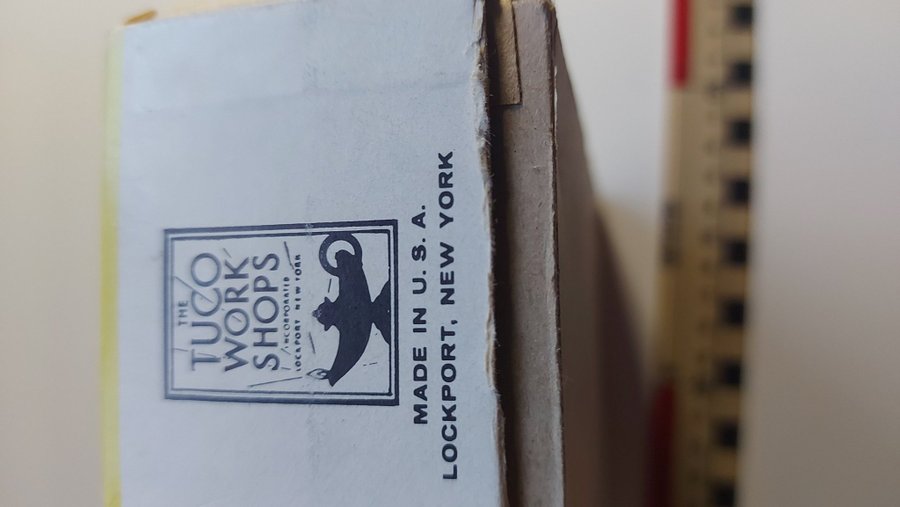 THE
TUCO
WORK
SHOPS
INCORPORATED
LOCKPORT NEW YORK
MADE IN U. S. A.
LOCKPORT, NEW YORK